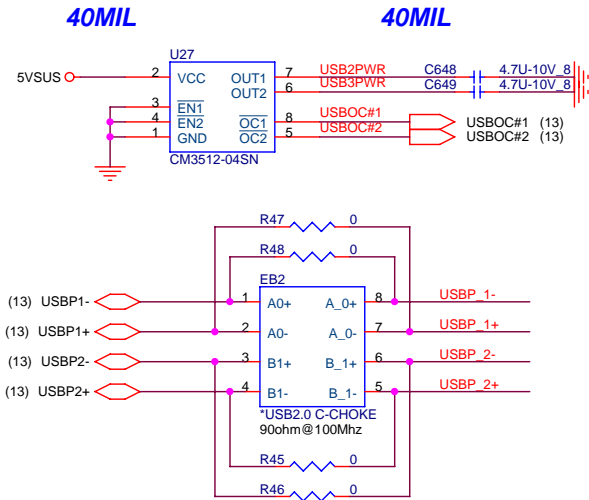 40MIL 40MIL
U27
5VSUS 2 VCC OUT1 7 USB2PWR C648 4.7U-10V_8
OUT2 6 USB3PWR C649 4.7U-10V_8
3 EN1
4 EN2 OC1 8 USBOC#1 USBOC#1 (13)
1 GND OC2 5 USBOC#2 USBOC#2 (13)
CM3512-04SN
R47 0
R48 0
EB2
(13) USBP1- 1 A0+ A_0+ 8 USBP_1-
(13) USBP1+ 2 A0- A_0- 7 USBP_1+
(13) USBP2- 3 B1+ B_1+ 6 USBP_2-
(13) USBP2+ 4 B1- B_1- 5 USBP_2+
*USB2.0 C-CHOKE
90ohm@100Mhz
R45 0
R46 0